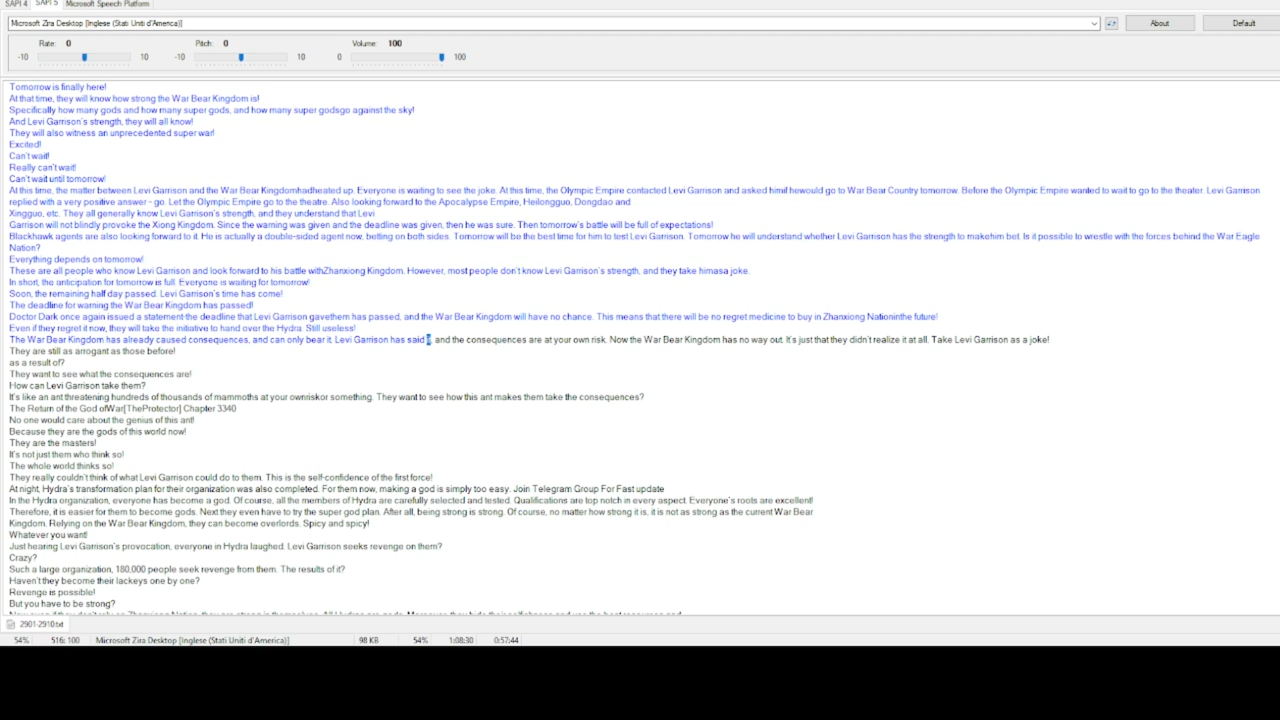 SAPI 4 SAPI 5 Microsoft Speech Platform
Microsoft Zira Desktop [Inglese (Stati Uniti d'America)] About Default
Rate: 0 Pitch: 0 Volume: 100
-10 10 -10 10 0 100
Tomorrow is finally here!
At that time, they will know how strong the War Bear Kingdom is!
Specifically how many gods and how many super gods, and how many super godsgo against the sky!
And Levi Garrison's strength, they will all know!
They will also witness an unprecedented super war!
Excited!
Can't wait!
Really can't wait!
Can't wait until tomorrow!
At this time, the matter between Levi Garrison and the War Bear Kingdomhadheated up. Everyone is waiting to see the joke. At this time, the Olympic Empire contacted Levi Garrison and asked himif hewould go to War Bear Country tomorrow. Before the Olympic Empire wanted to wait to go to the theater. Levi Garrison
replied with a very positive answer - go. Let the Olympic Empire go to the theatre. Also looking forward to the Apocalypse Empire, Heilongguo, Dongdao and
Xingguo, etc. They all generally know Levi Garrison's strength, and they understand that Levi
Garrison will not blindly provoke the Xiong Kingdom. Since the warning was given and the deadline was given, then he was sure. Then tomorrow's battle will be full of expectations!
Blackhawk agents are also looking forward to it. He is actually a double-sided agent now, betting on both sides. Tomorrow will be the best time for him to test Levi Garrison. Tomorrow he will understand whether Levi Garrison has the strength to makehim bet. Is it possible to wrestle with the forces behind the War Eagle
Nation?
Everything depends on tomorrow!
These are all people who know Levi Garrison and look forward to his battle withZhanxiong Kingdom. However, most people don't know Levi Garrison's strength, and they take himasa joke.
In short, the anticipation for tomorrow is full. Everyone is waiting for tomorrow!
Soon, the remaining half day passed. Levi Garrison's time has come!
The deadline for warning the War Bear Kingdom has passed!
Doctor Dark once again issued a statement-the deadline that Levi Garrison gavethem has passed, and the War Bear Kingdom will have no chance. This means that there will be no regret medicine to buy in Zhanxiong Nationinthe future!
Even if they regret it now, they will take the initiative to hand over the Hydra. Still useless!
The War Bear Kingdom has already caused consequences, and can only bear it. Levi Garrison has said it, and the consequences are at your own risk. Now the War Bear Kingdom has no way out. It's just that they didn't realize it at all. Take Levi Garrison as a joke!
They are still as arrogant as those before!
as a result of?
They want to see what the consequences are!
How can Levi Garrison take them?
It's like an ant threatening hundreds of thousands of mammoths at your ownriskor something. They want to see how this ant makes them take the consequences?
The Return of the God ofWar[TheProtector] Chapter 3340
No one would care about the genius of this ant!
Because they are the gods of this world now!
They are the masters!
It's not just them who think so!
The whole world thinks so!
They really couldn't think of what Levi Garrison could do to them. This is the self-confidence of the first force!
At night, Hydra's transformation plan for their organization was also completed. For them now, making a god is simply too easy. Join Telegram Group For Fast update
In the Hydra organization, everyone has become a god. Of course, all the members of Hydra are carefully selected and tested. Qualifications are top notch in every aspect. Everyone's roots are excellent!
Therefore, it is easier for them to become gods. Next they even have to try the super god plan. After all, being strong is strong. Of course, no matter how strong it is, it is not as strong as the current War Bear
Kingdom. Relying on the War Bear Kingdom, they can become overlords. Spicy and spicy!
Whatever you want!
Just hearing Levi Garrison's provocation, everyone in Hydra laughed. Levi Garrison seeks revenge on them?
Crazy?
Such a large organization, 180,000 people seek revenge from them. The results of it?
Haven't they become their lackeys one by one?
Revenge is possible!
But you have to be strong?
2901-2910.txt
54% 516: 100 Microsoft Zira Desktop [Inglese (Stati Uniti d'America)] 98 KB 54% 1:08:30 0:57:44